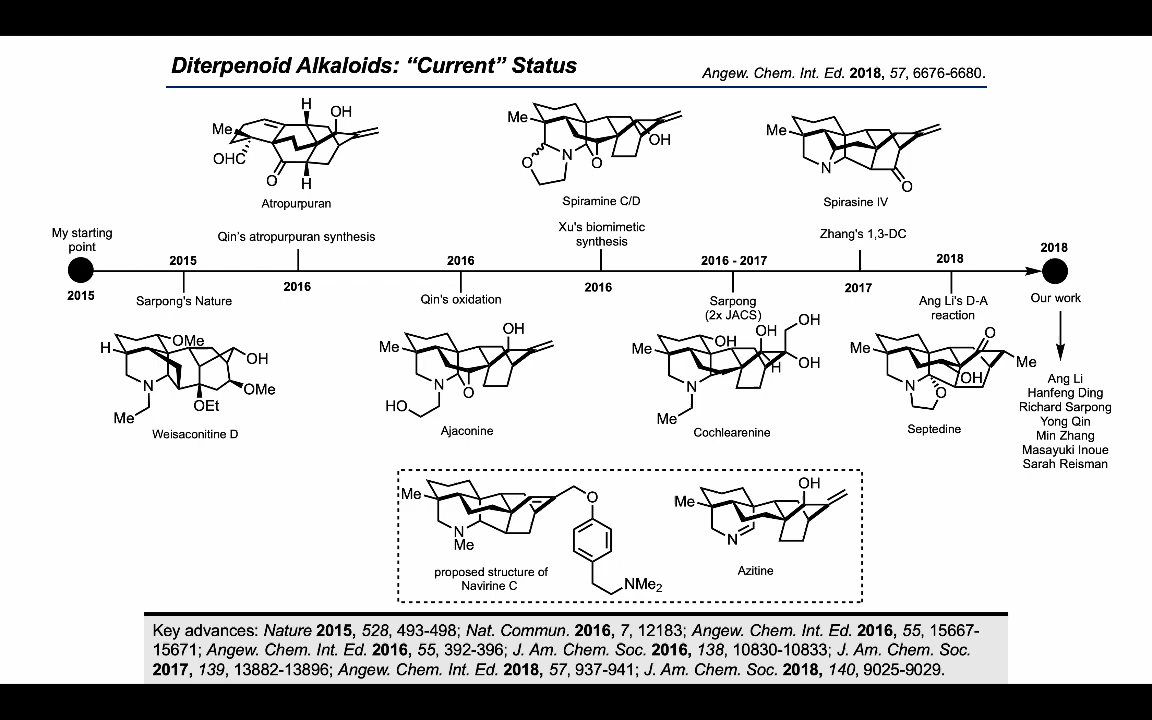 Diterpenoid Alkaloids: “Current” Status
Angew. Chem. Int. Ed. 2018, 57, 6676-6680.
H
OH
Me
OHC
O
H
Atropurpuran
Me
OH
N
O
O
Spiramine C/D
Me
N
O
Spirasine IV
My starting
point
Qin's atropurpuran synthesis
Xu's biomimetic
synthesis
Zhang's 1,3-DC
2015
2016
2016 - 2017
2018
2018
2015
2016
2016
2017
Sarpong's Nature
Qin's oxidation
Sarpong
(2x JACS)
Ang Li's D-A
reaction
Our work
OMe
H
OH
N
OMe
OEt
Me
Weisaconitine D
OH
Me
N
O
HO
Ajaconine
OH
OH
OH
Me
OH
H
N
Me
Cochlearenine
O
Me
Me
OH
N
O
Septedine
Ang Li
Hanfeng Ding
Richard Sarpong
Yong Qin
Min Zhang
Masayuki Inoue
Sarah Reisman
Me
O
N
Me
NMe2
proposed structure of
Navirine C
OH
Me
N
Azitine
Key advances: Nature 2015, 528, 493-498; Nat. Commun. 2016, 7, 12183; Angew. Chem. Int. Ed. 2016, 55, 15667-
15671; Angew. Chem. Int. Ed. 2016, 55, 392-396; J. Am. Chem. Soc. 2016, 138, 10830-10833; J. Am. Chem. Soc.
2017, 139, 13882-13896; Angew. Chem. Int. Ed. 2018, 57, 937-941; J. Am. Chem. Soc. 2018, 140, 9025-9029.